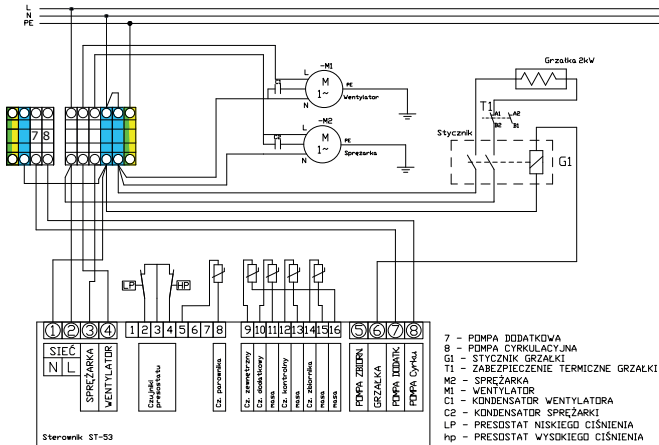 L
N
PE
-M1
L
C1
M
1~
PE
N
Wentylator
Grzałka 2kW
T1
A1
A2
B2
B1
-M2
L
C2
M
1~
PE
N
Sprężarka
Stycznik
G1
7 8
LP
HP
1 2 3 4
1 2 3 4 5 6 7 8
9 10 11 12 13 14 15 16
5 6 7 8
SIEĆ
N L
SPRĘŻARKA
WENTYLATOR
Czujniki presostatu
Cz. parownika
Cz. zewnętrzny
Cz. dodatkowy
masa
Cz. kontrolny
masa
Cz. zbiornika
masa
masa
POMPA ZBIORN.
GRZAŁKA
POMPA DODATK.
POMPA Cyrku.
Sterownik ST-53
7 - POMPA DODATKOWA
8 - POMPA CYRKULACYJNA
G1 - STYCZNIK GRZAŁKI
T1 - ZABEZPIECZENIE TERMICZNE GRZAŁKI
M2 - SPRĘŻARKA
M1 - WENTYLATOR
C1 - KONDENSATOR WENTYLATORA
C2 - KONDENSATOR SPRĘŻARKI
LP - PRESOSTAT NISKIEGO CIŚNIENIA
hp - PRESOSTAT WYSOKIEGO CIŚNIENIA